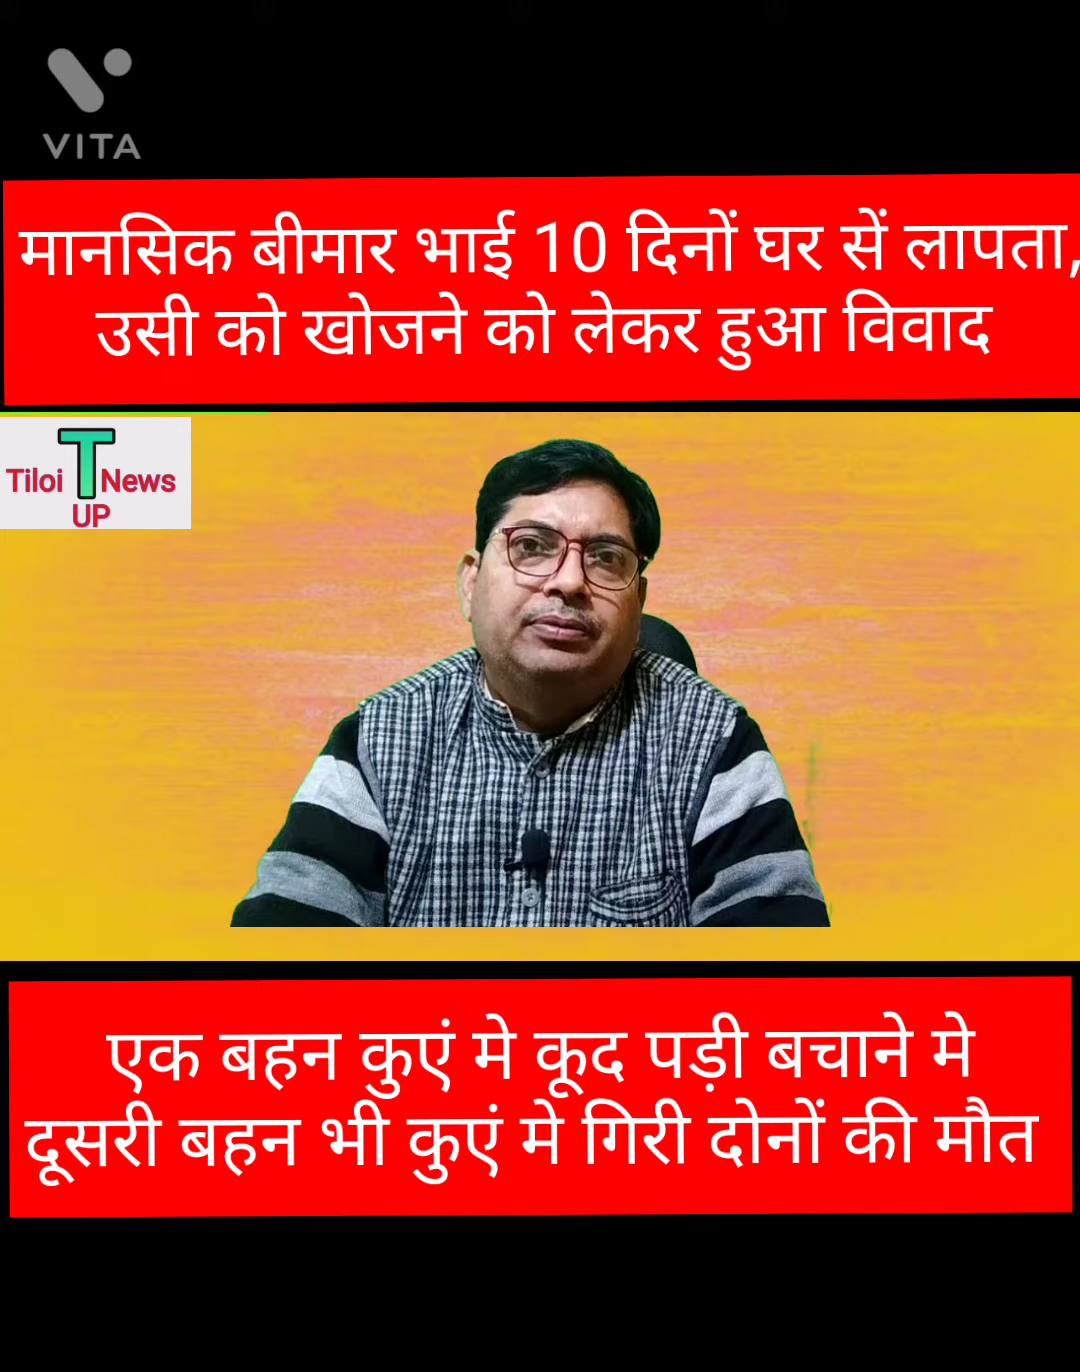 VITA
मानसिक बीमार भाई 10 दिनों घर सें लापता,
उसी को खोजने को लेकर हुआ विवाद
Tiloi T News
UP
एक बहन कुएं मे कूद पड़ी बचाने मे
दूसरी बहन भी कुएं मे गिरी दोनों की मौत